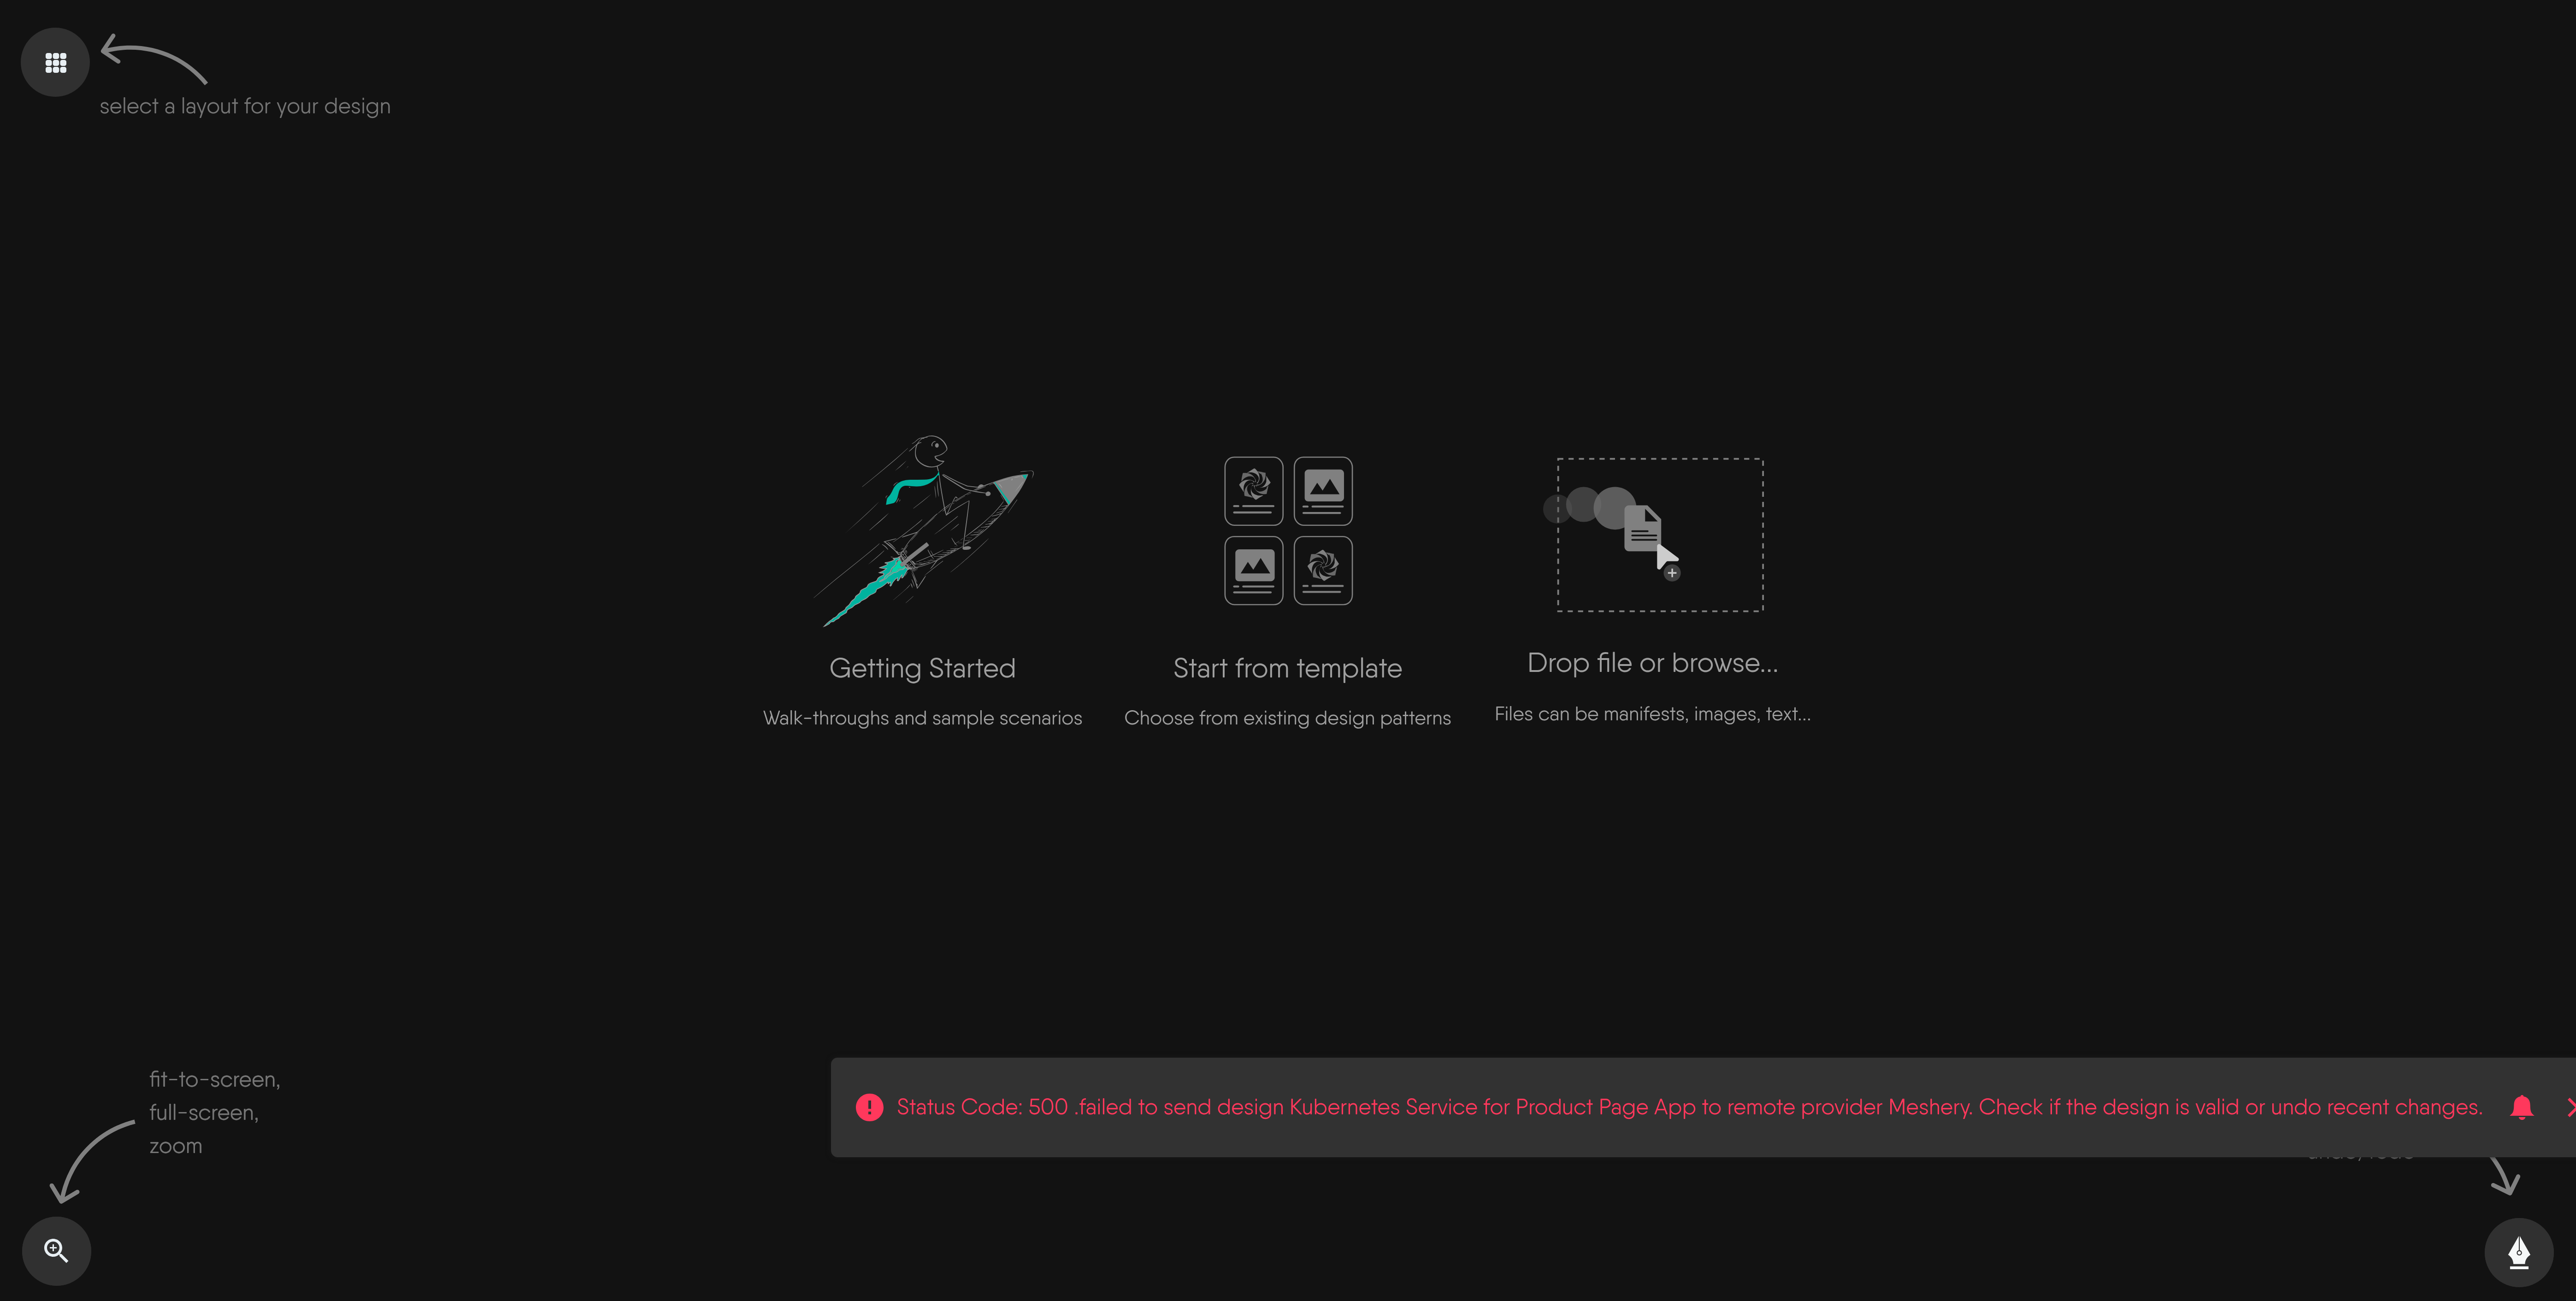 select a layout for your design
Getting Started
Walk-throughs and sample scenarios
Start from template
Choose from existing design patterns
Drop file or browse...
Files can be manifests, images, text...
fit-to-screen,
full-screen,
zoom
Status Code: 500 .failed to send design Kubernetes Service for Product Page App to remote provider Meshery. Check if the design is valid or undo recent changes.